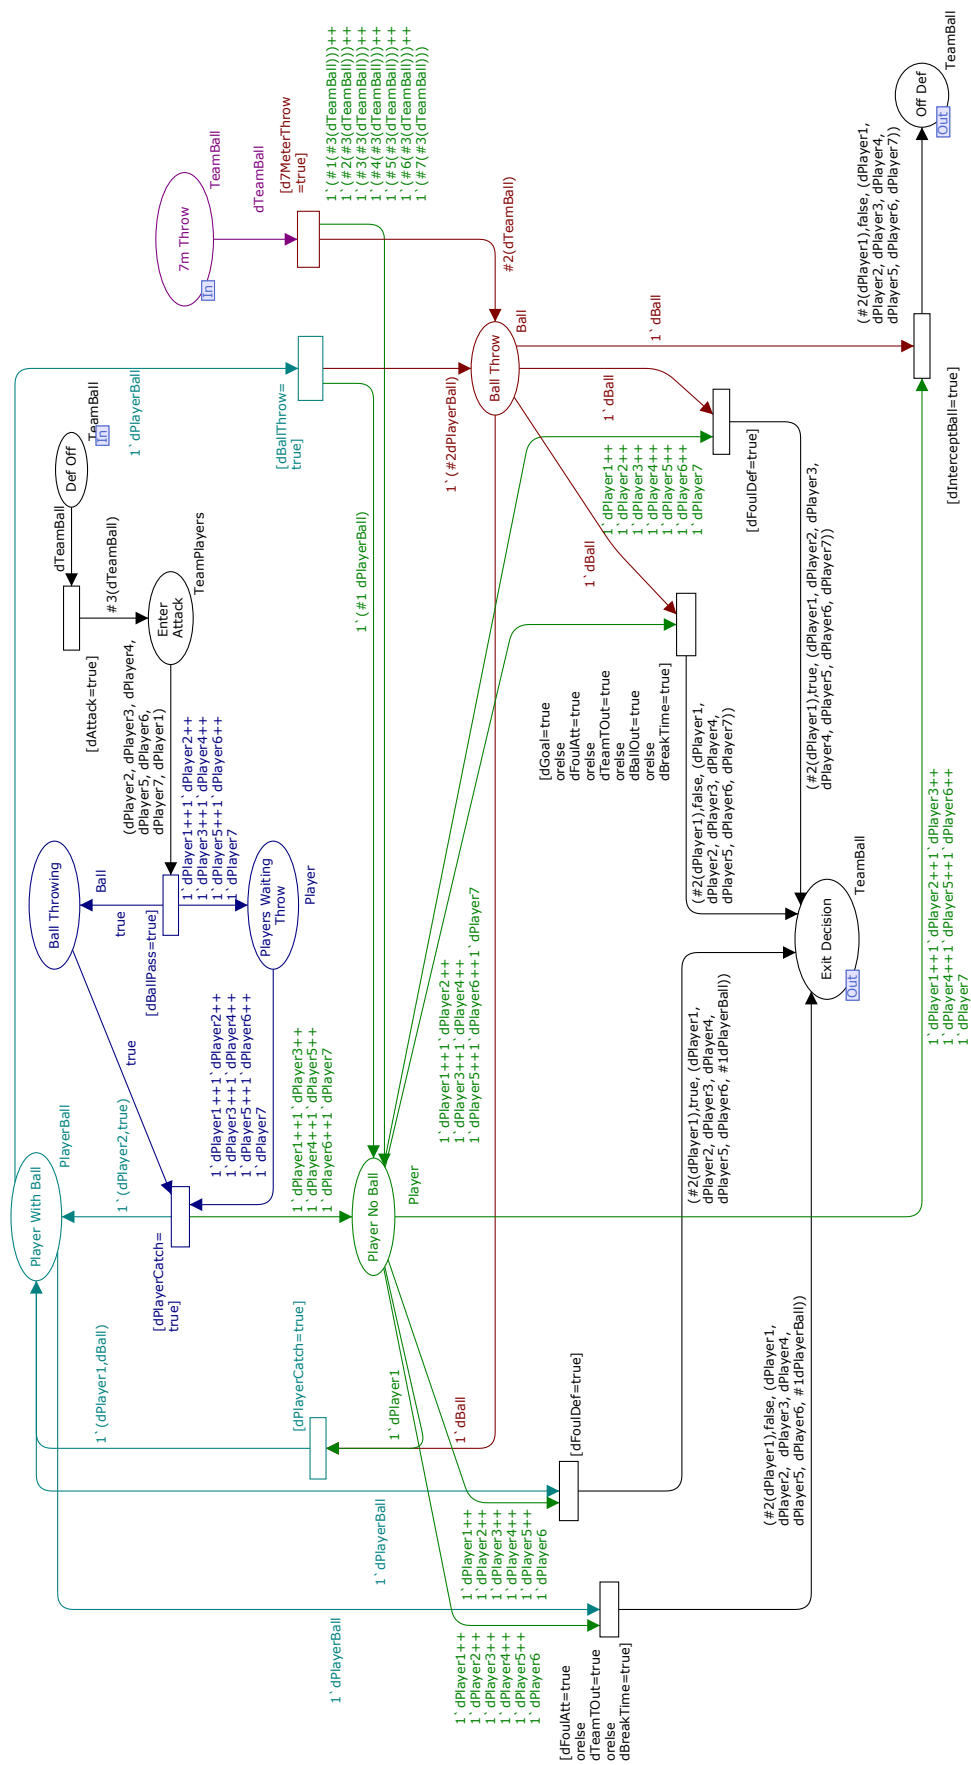 Player With Ball
PlayerBall
Ball Throwing
Ball
Def Off
In
TeamBall
dTeamBall
#3(dTeamBall)
[dAttack=true]
1`dPlayerBall
1`(dPlayer1,dBall)
1`(dPlayer2,true)
true
true
[dBallPass=true]
(dPlayer2, dPlayer3, dPlayer4,
dPlayer5, dPlayer6,
dPlayer7, dPlayer1)
Enter
Attack
TeamPlayers
[dPlayerCatch=
true]
1`dPlayer1++1`dPlayer2++
1`dPlayer3++1`dPlayer4++
1`dPlayer5++1`dPlayer6++
1`dPlayer7
7m Throw
In
TeamBall
1`dPlayer1++1`dPlayer2++
1`dPlayer3++1`dPlayer4++
1`dPlayer5++1`dPlayer6++
1`dPlayer7
Players Waiting
Throw
Player
dTeamBall
[d7MeterThrow
=true]
[dBallThrow=
true]
[dPlayerCatch=true]
1`dPlayer1++1`dPlayer3++
1`dPlayer4++1`dPlayer5++
1`dPlayer6++1`dPlayer7
1`(#1(#3(dTeamBall)))++
1`(#2(#3(dTeamBall)))++
1`(#3(#3(dTeamBall)))++
1`(#4(#3(dTeamBall)))++
1`(#5(#3(dTeamBall)))++
1`(#6(#3(dTeamBall)))++
1`(#7(#3(dTeamBall)))
1`dPlayerBall
1`(#1 dPlayerBall)
1`dPlayerBall
1`dPlayer1
Player No Ball
Player
1`(#2dPlayerBall)
1`dPlayer1++1`dPlayer2++
1`dPlayer3++1`dPlayer4++
1`dPlayer5++1`dPlayer6++1`dPlayer7
1`dBall
Ball Throw
Ball
#2(dTeamBall)
1`dPlayer1++
1`dPlayer2++
1`dPlayer3++
1`dPlayer4++
1`dPlayer5++
1`dPlayer6
1`dPlayer1++
1`dPlayer2++
1`dPlayer3++
1`dPlayer4++
1`dPlayer5++
1`dPlayer6
[dFoulDef=true]
[dGoal=true
orelse
dFoulAtt=true
orelse
dTeamTOut=true
orelse
dBallOut=true
orelse
dBreakTime=true]
1`dBall
1`dBall
1`dBall
1`dPlayer1++
1`dPlayer2++
1`dPlayer3++
1`dPlayer4++
1`dPlayer5++
1`dPlayer6++
1`dPlayer7
[dFoulAtt=true
orelse
dTeamTOut=true
orelse
dBreakTime=true]
(#2(dPlayer1),true, (dPlayer1,
dPlayer2, dPlayer3, dPlayer4,
dPlayer5, dPlayer6, #1dPlayerBall))
(#2(dPlayer1),false, (dPlayer1,
dPlayer2, dPlayer3, dPlayer4,
dPlayer5, dPlayer6, dPlayer7))
[dFoulDef=true]
(#2(dPlayer1),false, (dPlayer1,
dPlayer2,  dPlayer3, dPlayer4,
dPlayer5, dPlayer6, #1dPlayerBall))
(#2(dPlayer1),true, (dPlayer1, dPlayer2, dPlayer3,
dPlayer4, dPlayer5, dPlayer6, dPlayer7))
Exit Decision
Out
TeamBall
(#2(dPlayer1),false, (dPlayer1,
dPlayer2, dPlayer3, dPlayer4,
dPlayer5, dPlayer6, dPlayer7))
Off Def
Out
TeamBall
1`dPlayer1++1`dPlayer2++1`dPlayer3++
1`dPlayer4++1`dPlayer5++1`dPlayer6++
1`dPlayer7
[dInterceptBall=true]